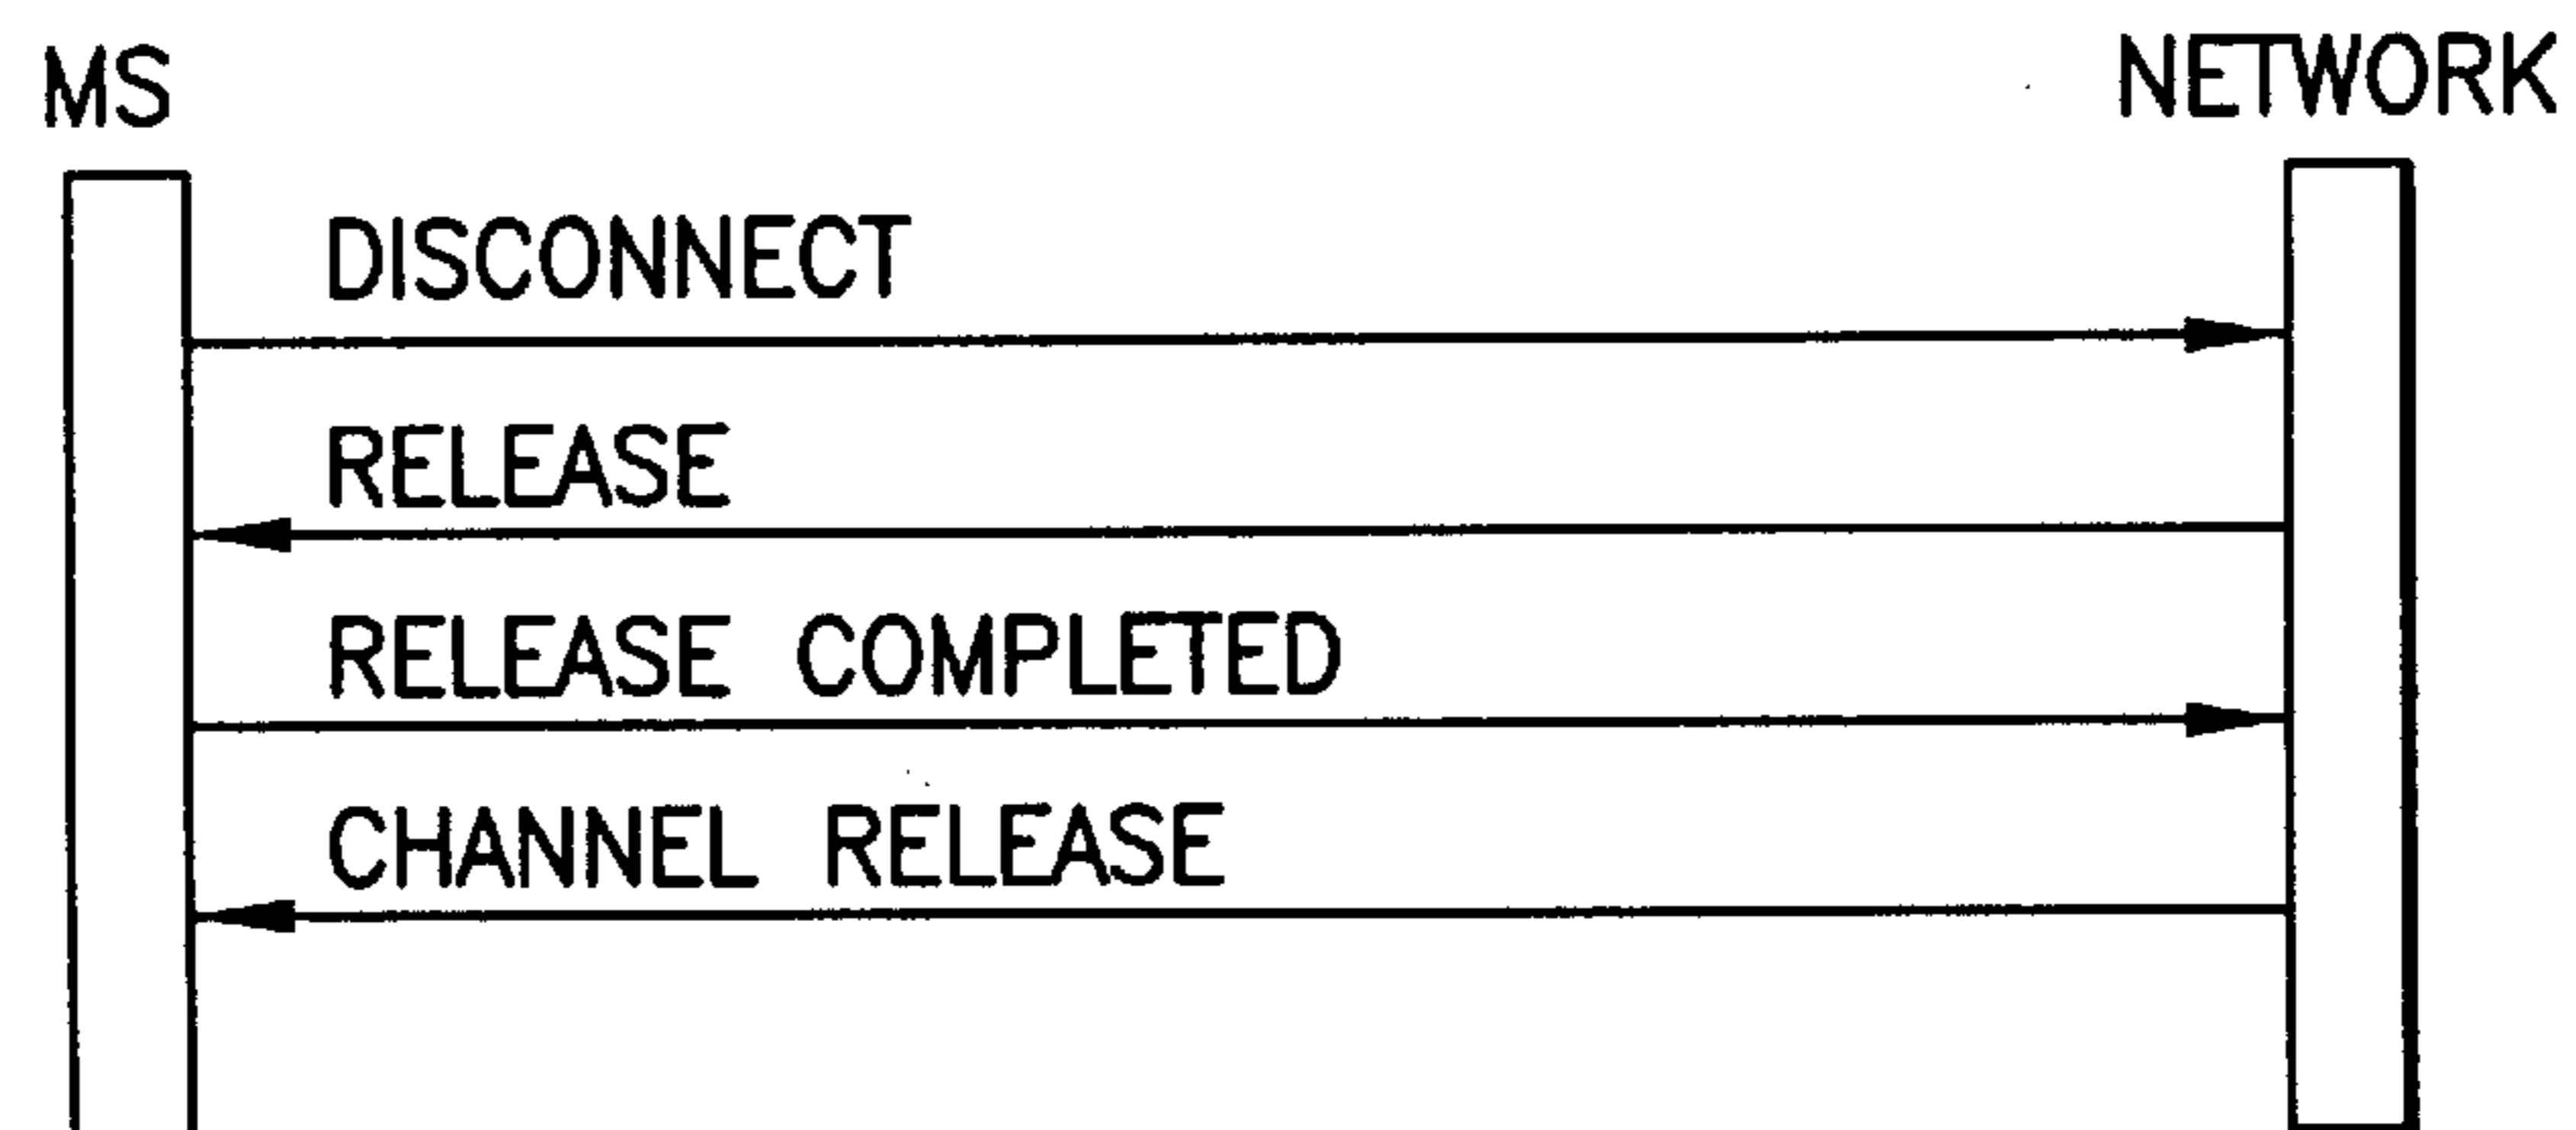 MS NETWORK
DISCONNECT
RELEASE
RELEASE COMPLETED
CHANNEL RELEASE